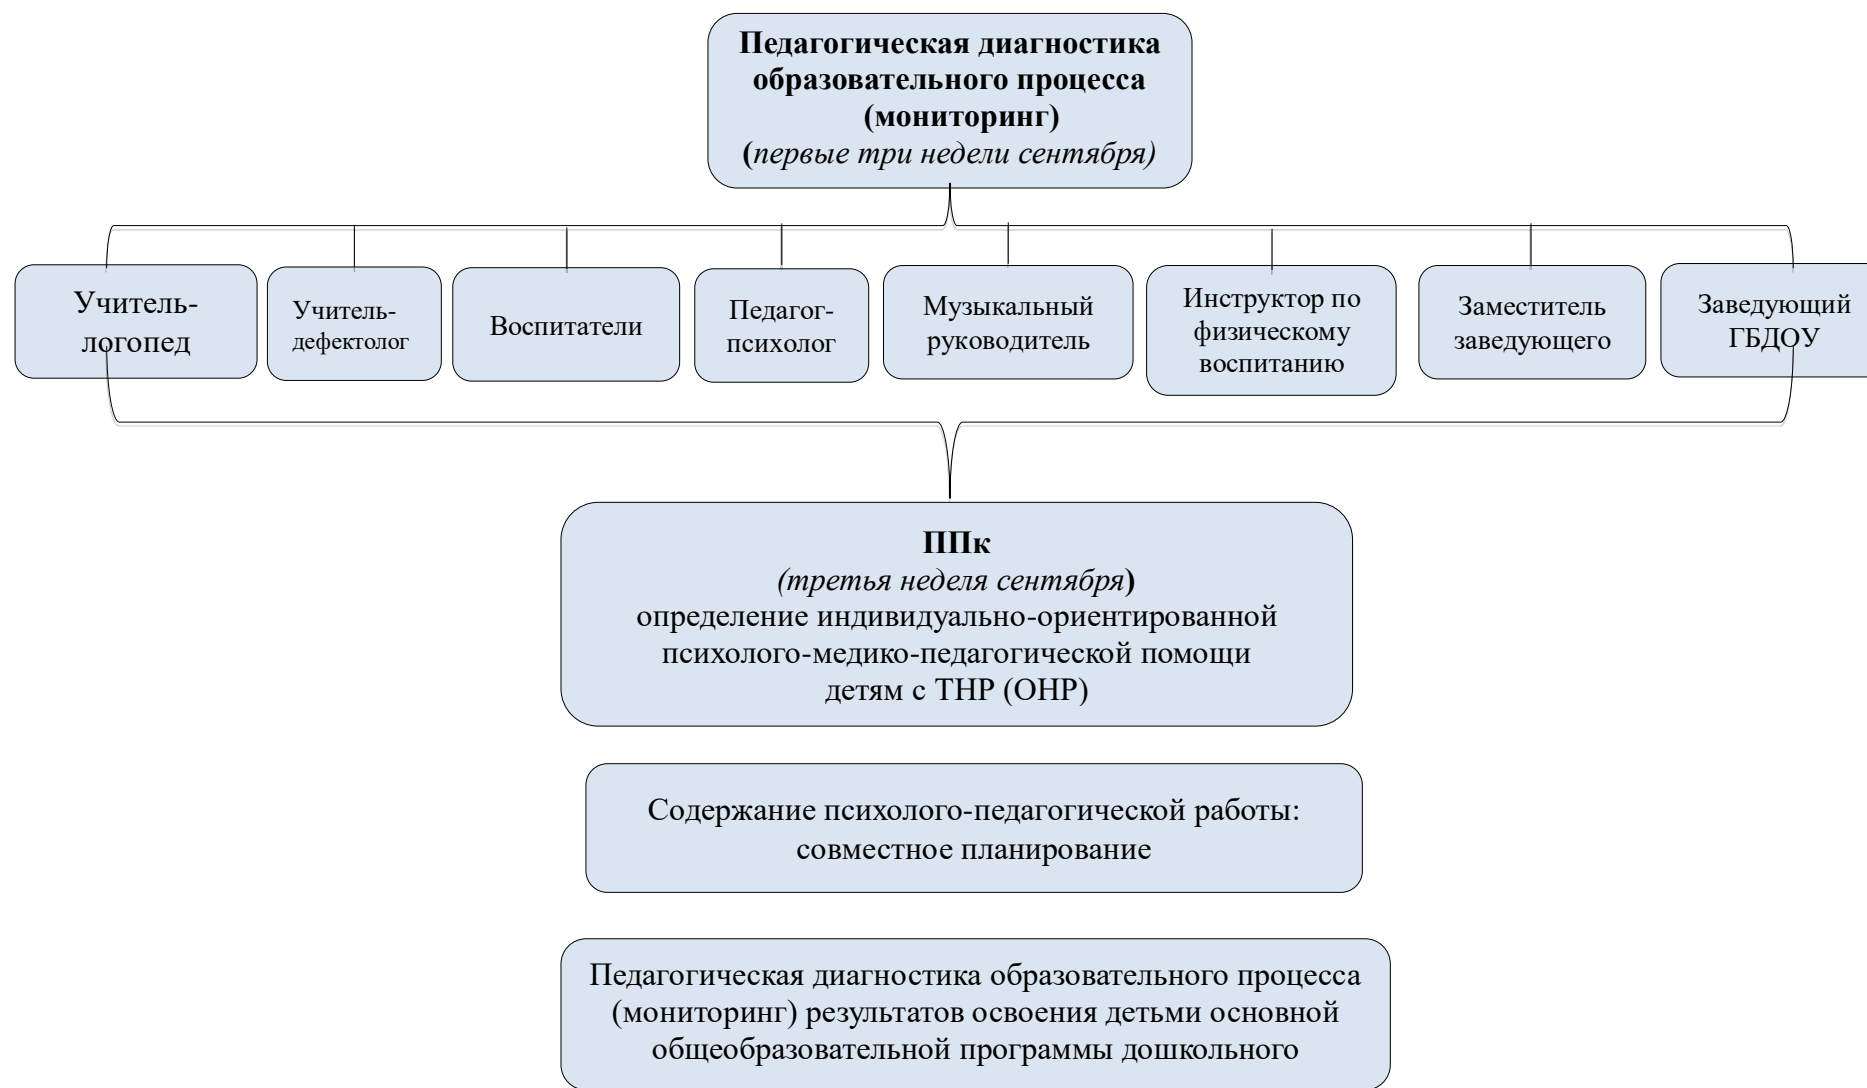 Педагогическая диагностика
образовательного процесса
(мониторинг)
(первые три недели сентября)
Учитель-
логопед
Учитель-
дефектолог
Воспитатели
Педагог-
психолог
Музыкальный
руководитель
Инструктор по
физическому
воспитанию
Заместитель
заведующего
Заведующий
ГБДОУ
ППк
(третья неделя сентября)
определение индивидуально-ориентированной
психолого-медико-педагогической помощи
детям с ТНР (ОНР)
Содержание психолого-педагогической работы:
совместное планирование
Педагогическая диагностика образовательного процесса
(мониторинг) результатов освоения детьми основной
общеобразовательной программы дошкольного